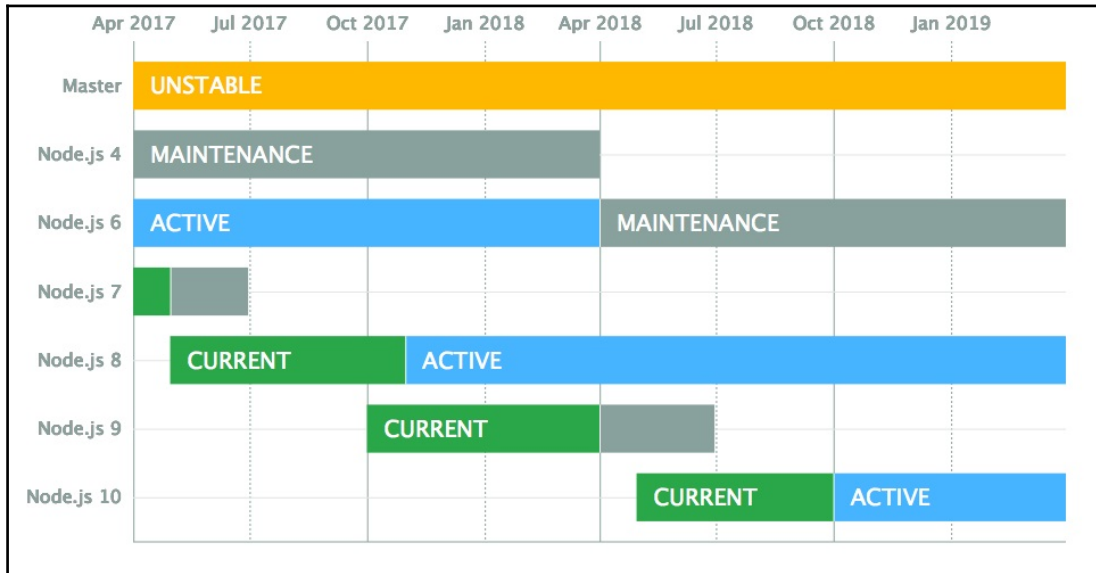 Apr 2017 Jul 2017 Oct 2017 Jan 2018 Apr 2018 Jul 2018 Oct 2018 Jan 2019
Master UNSTABLE
Node.js 4 MAINTENANCE
Node.js 6 ACTIVE MAINTENANCE
Node.js 7
Node.js 8 CURRENT ACTIVE
Node.js 9 CURRENT
Node.js 10 CURRENT ACTIVE